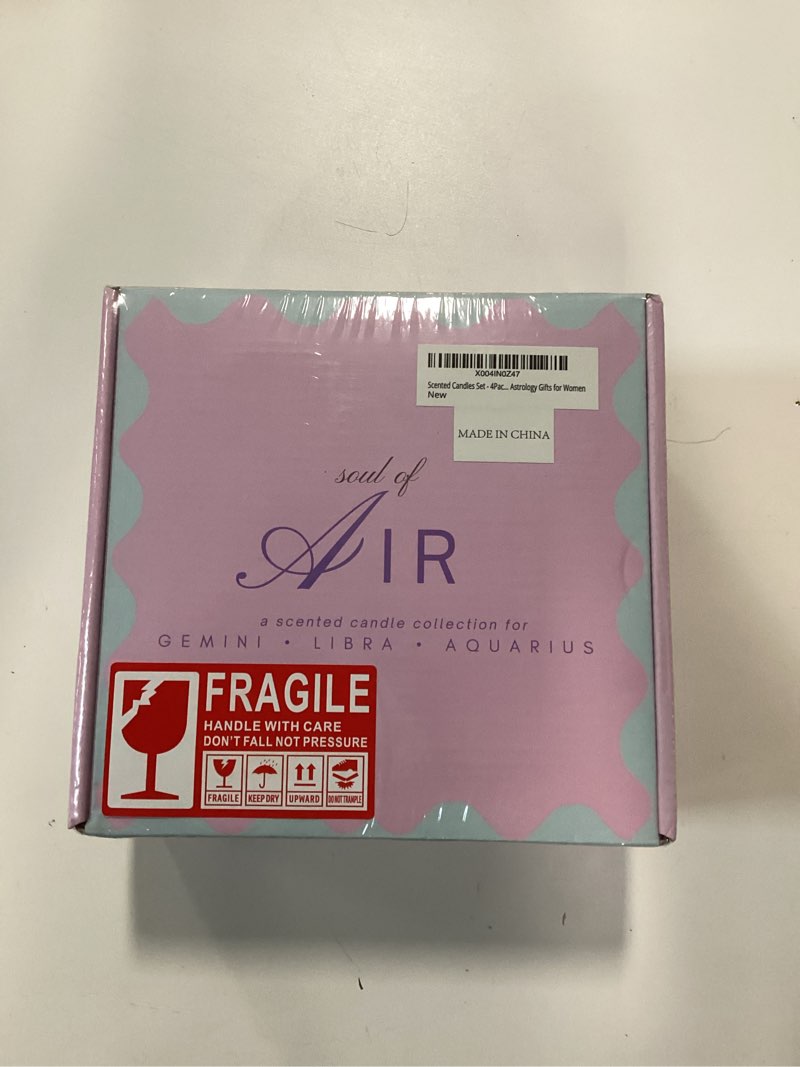 X004IN0Z47
Scented Candles Set - 4Pac... Astrology Gifts for Women
New
MADE IN CHINA
soul of
AIR
a scented candle collection for
GEMINI • LIBRA • AQUARIUS
FRAGILE
HANDLE WITH CARE
DON'T FALL NOT PRESSURE
FRAGILE KEEP DRY UPWARD DO NOT TRAMPLE